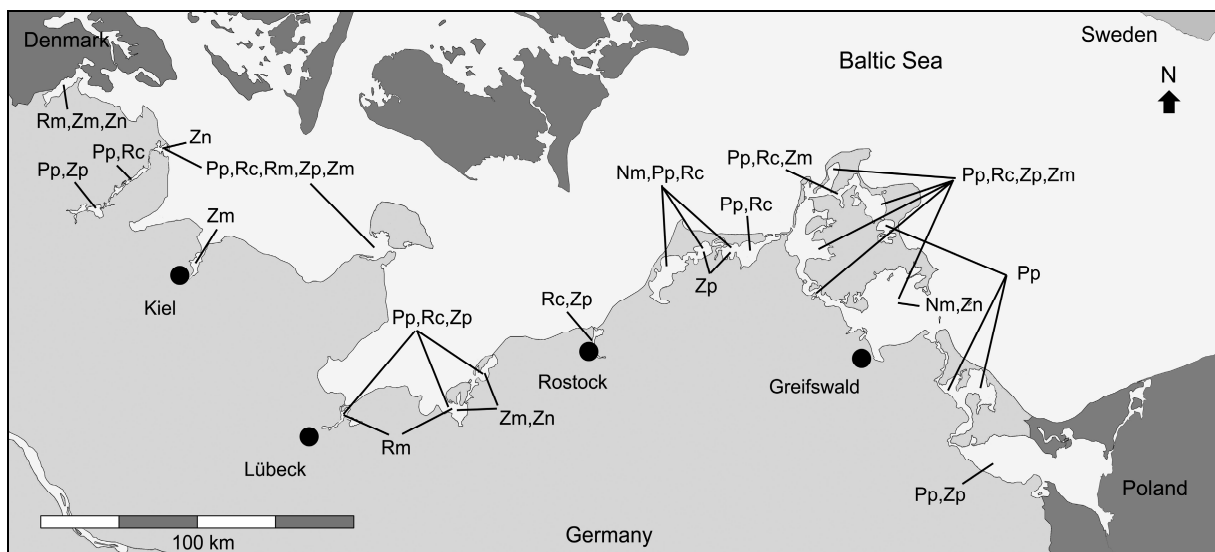 Denmark
Sweden
Baltic Sea
N
Rm,Zm,Zn
Zn
Pp,Rc
Pp,Zp
Pp,Rc,Rm,Zp,Zm
Nm,Pp,Rc
Pp,Rc,Zm
Pp,Rc,Zp,Zm
Pp,Rc
Zm
Zp
Pp
Kiel
Rc,Zp
Nm,Zn
Pp,Rc,Zp
Rostock
Greifswald
Zm,Zn
Rm
Lübeck
Pp,Zp
Poland
100 km
Germany